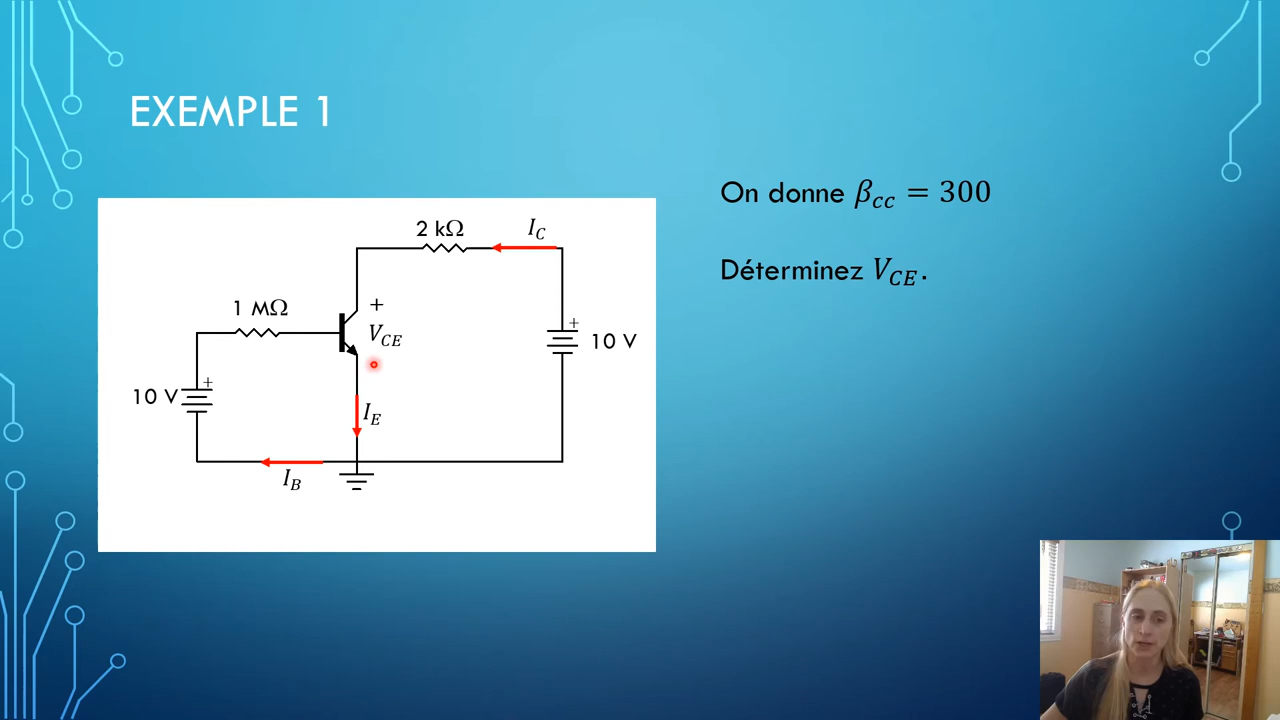 EXEMPLE 1
On donne β_cc = 300
Déterminez V_CE.
2 kΩ
I_C
1 MΩ
+
V_CE
+
10 V
+
10 V
I_E
I_B